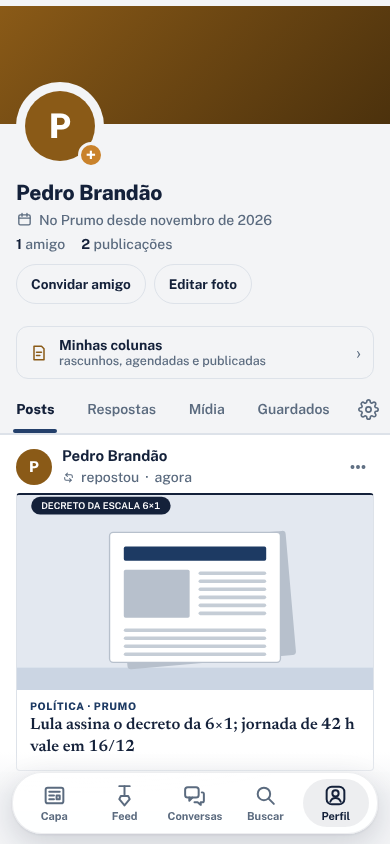 P
+
Pedro Brandão
No Prumo desde novembro de 2026
1 amigo 2 publicações
Convidar amigo Editar foto
Minhas colunas
rascunhos, agendadas e publicadas
›
Posts Respostas Mídia Guardados
P
Pedro Brandão
repostou · agora
•••
DECRETO DA ESCALA 6×1
POLÍTICA · PRUMO
Lula assina o decreto da 6×1; jornada de 42 h
vale em 16/12
Capa Feed Conversas Buscar Perfil